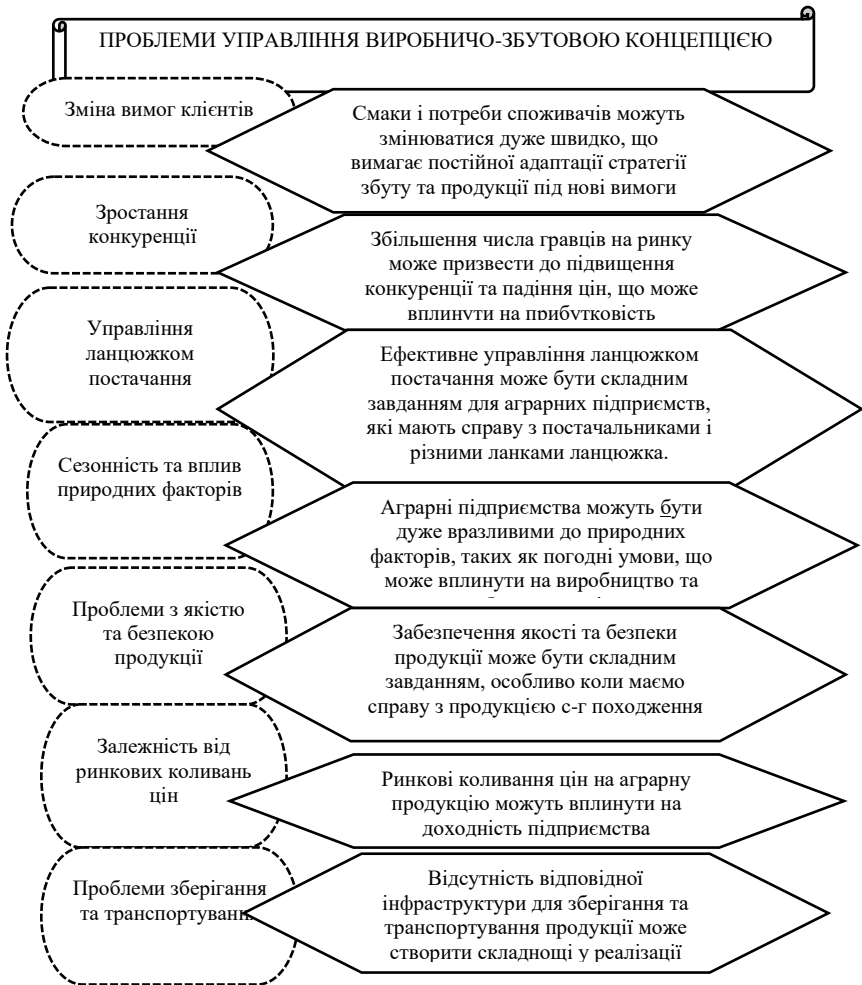 ПРОБЛЕМИ УПРАВЛІННЯ ВИРОБНИЧО-ЗБУТОВОЮ КОНЦЕПЦІЄЮ
Зміна вимог клієнтів
Смаки і потреби споживачів можуть
змінюватися дуже швидко, що
вимагає постійної адаптації стратегії
збуту та продукції під нові вимоги
Зростання
конкуренції
Збільшення числа гравців на ринку
може призвести до підвищення
конкуренції та падіння цін, що може
вплинути на прибутковість
Управління
ланцюжком
постачання
Ефективне управління ланцюжком
постачання може бути складним
завданням для аграрних підприємств,
які мають справу з постачальниками і
різними ланками ланцюжка.
Сезонність та вплив
природних факторів
Аграрні підприємства можуть бути
дуже вразливими до природних
факторів, таких як погодні умови, що
може вплинути на виробництво та
Проблеми з якістю
та безпекою
продукції
Забезпечення якості та безпеки
продукції може бути складним
завданням, особливо коли маємо
справу з продукцією с-г походження
Залежність від
ринкових коливань
цін
Ринкові коливання цін на аграрну
продукцію можуть вплинути на
доходність підприємства
Проблеми зберігання
та транспортування
Відсутність відповідної
інфраструктури для зберігання та
транспортування продукції може
створити складнощі у реалізації